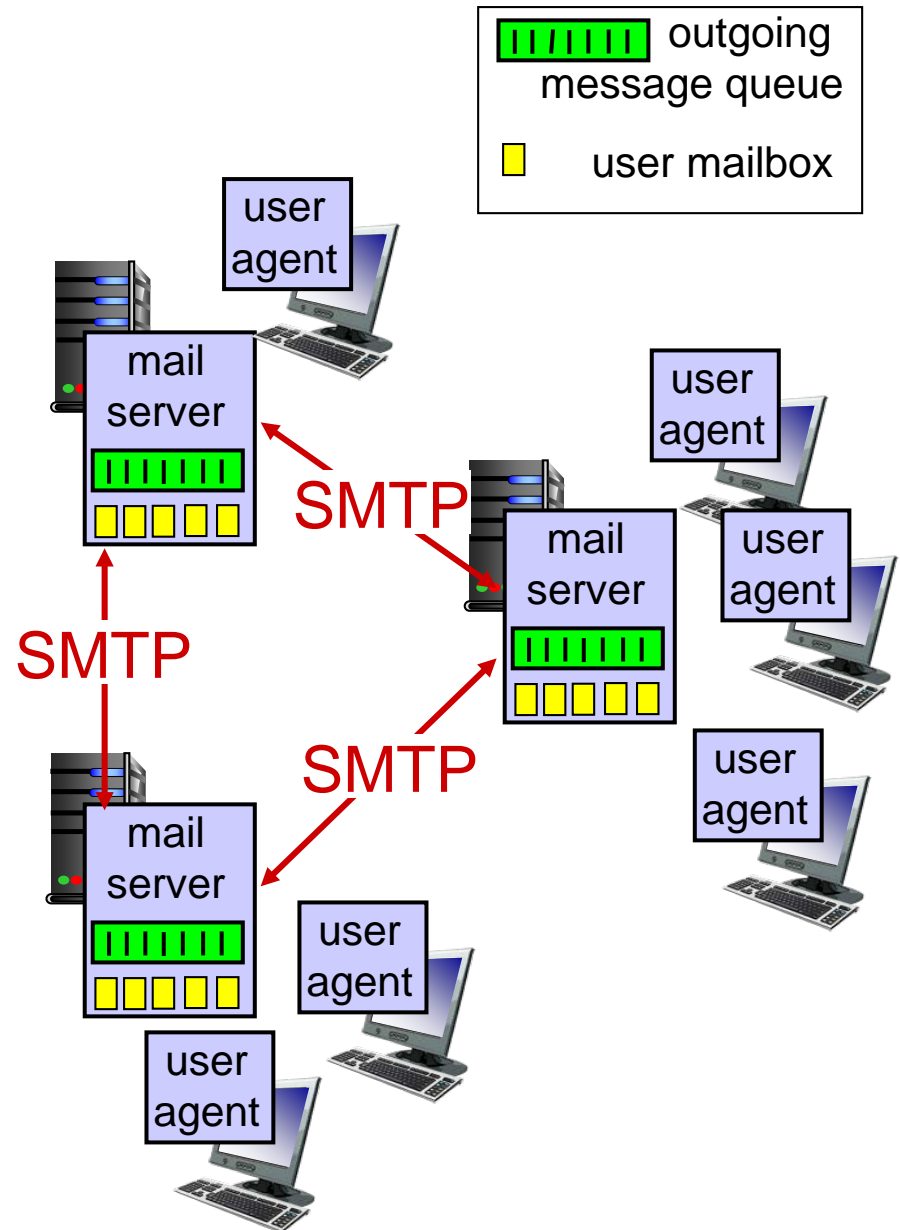 outgoing
message queue
user mailbox
user
agent
mail
server
SMTP
user
agent
mail
server
user
agent
SMTP
SMTP
user
agent
mail
server
user
agent
user
agent